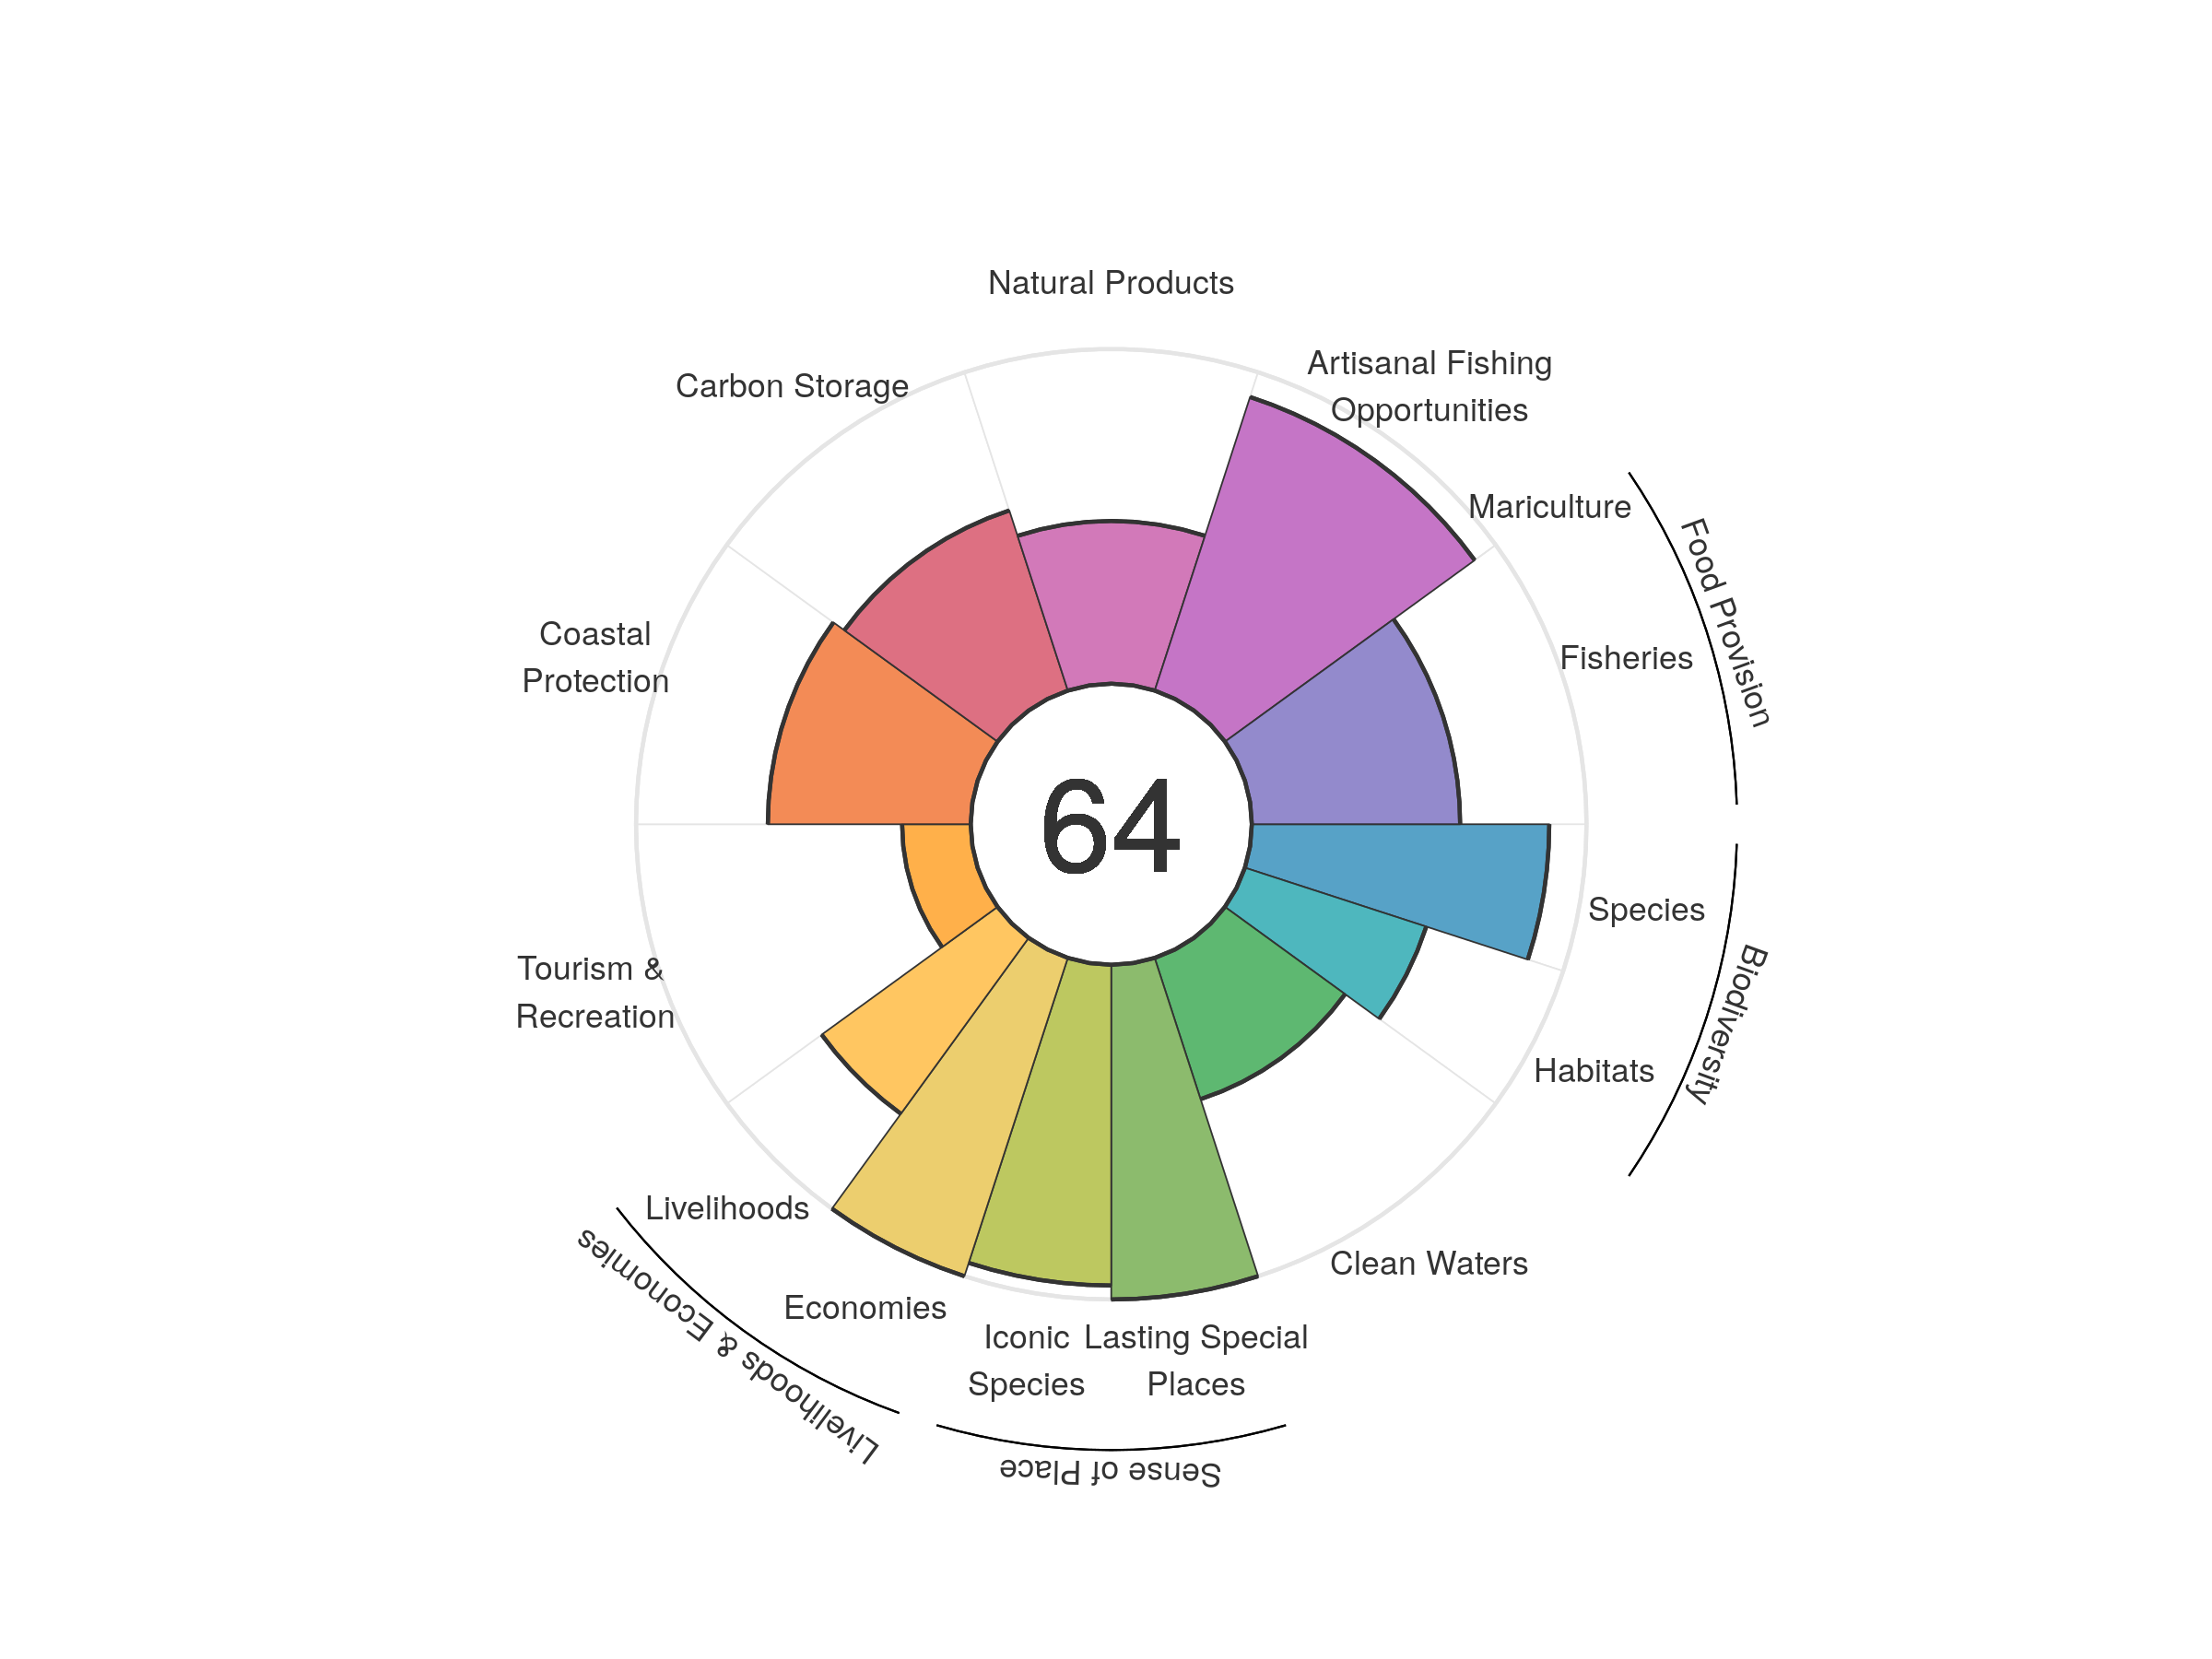 Natural Products
Artisanal Fishing
Opportunities
Carbon Storage
Mariculture
Food Provision
Fisheries
Coastal
Protection
64
Species
Biodiversity
Tourism &
Recreation
Habitats
Livelihoods
Clean Waters
Economies
Livelihoods & Economies
Iconic
Species
Lasting Special
Places
Sense of Place